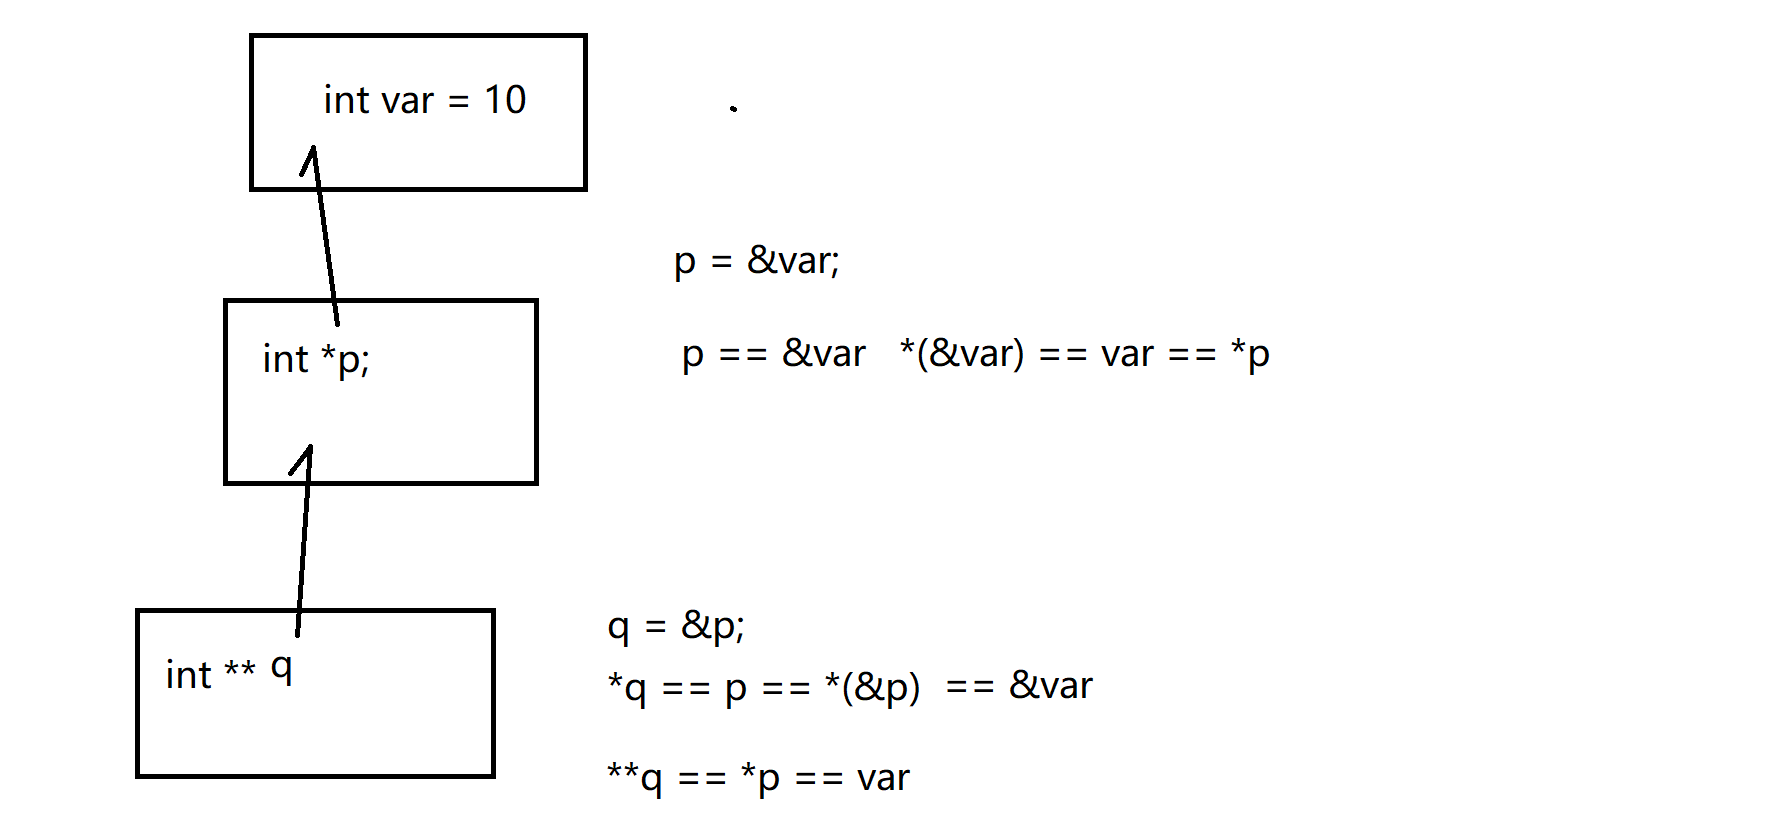 int var = 10
p = &var;
int *p;
p == &var *(&var) == var == *p
q = &p;
int ** q
*q == p == *(&p) == &var
**q == *p == var